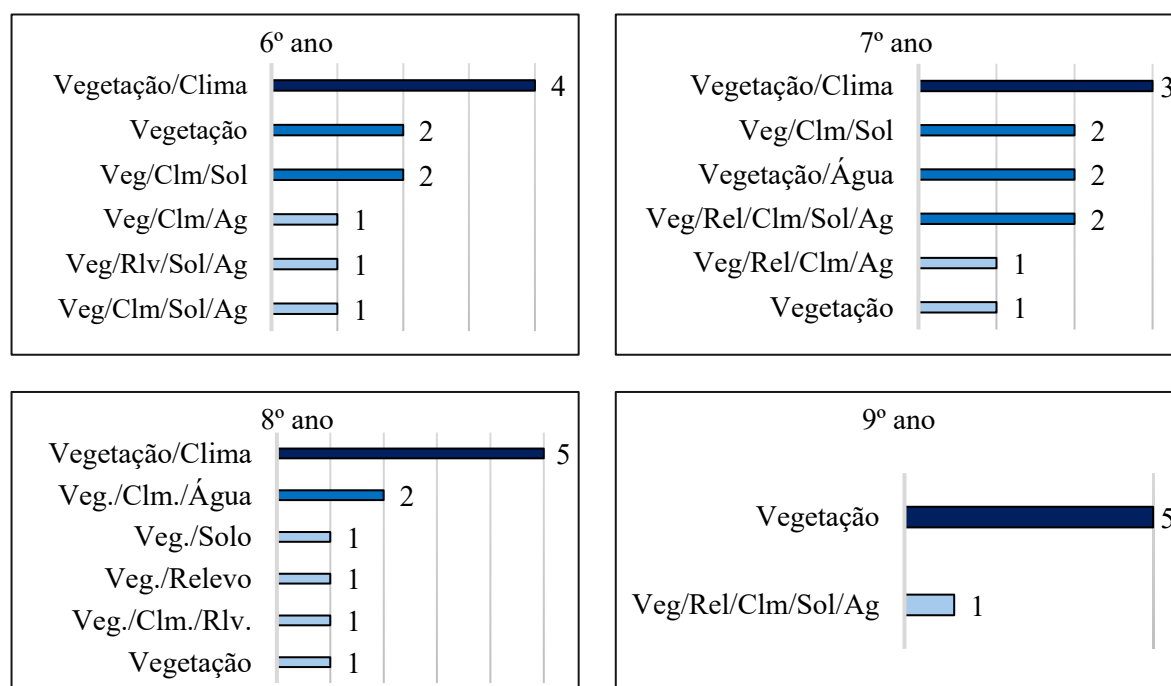 6º ano
Vegetação/Clima 4
Vegetação 2
Veg/Clm/Sol 2
Veg/Clm/Ag 1
Veg/Rlv/Sol/Ag 1
Veg/Clm/Sol/Ag 1
7º ano
Vegetação/Clima 3
Veg/Clm/Sol 2
Vegetação/Água 2
Veg/Rel/Clm/Sol/Ag 2
Veg/Rel/Clm/Ag 1
Vegetação 1
8º ano
Vegetação/Clima 5
Veg./Clm./Água 2
Veg./Solo 1
Veg./Relevo 1
Veg./Clm./Rlv. 1
Vegetação 1
9º ano
Vegetação 5
Veg/Rel/Clm/Sol/Ag 1